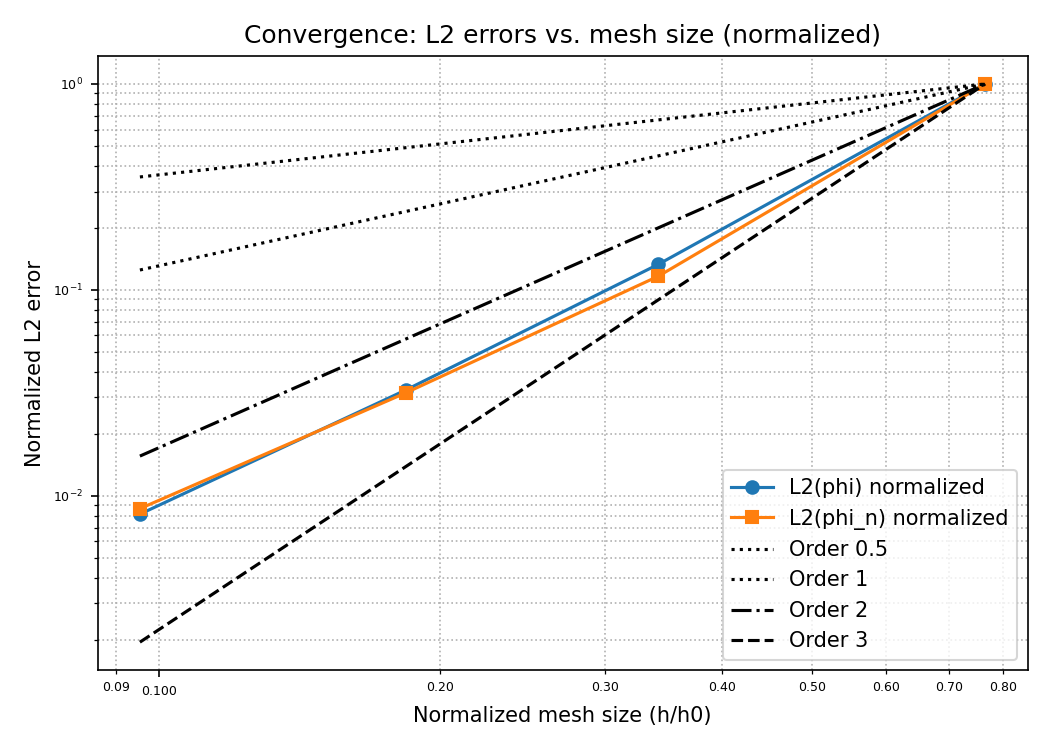 Convergence: L2 errors vs. mesh size (normalized)
Normalized L2 error
10⁰
10⁻¹
10⁻²
L2(phi) normalized
L2(phi_n) normalized
Order 0.5
Order 1
Order 2
Order 3
0.09 0.100 0.20 0.30 0.40 0.50 0.60 0.70 0.80
Normalized mesh size (h/h0)